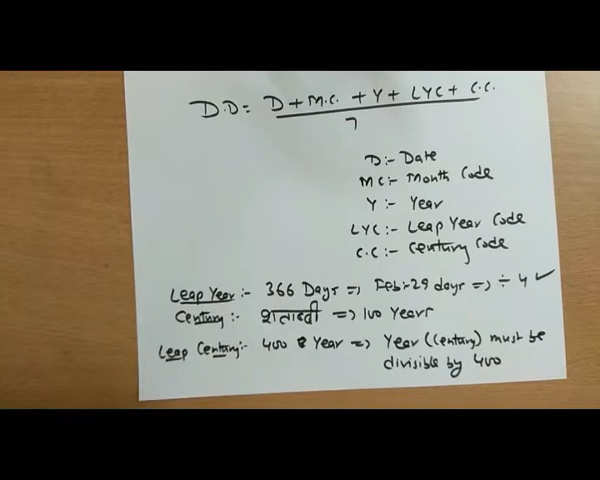 D.D = D + M.C. + Y + LYC + C.C.
7
D :- Date
MC :- Month Code
Y :- Year
LYC :- Leap Year Code
C.C :- Century Code
Leap Year :- 366 Days => Feb :- 29 days => ÷ 4 ✓
Century :- शताब्दी => 100 Years
Leap Century :- 400 Year => Year (Century) must be
divisible by 400